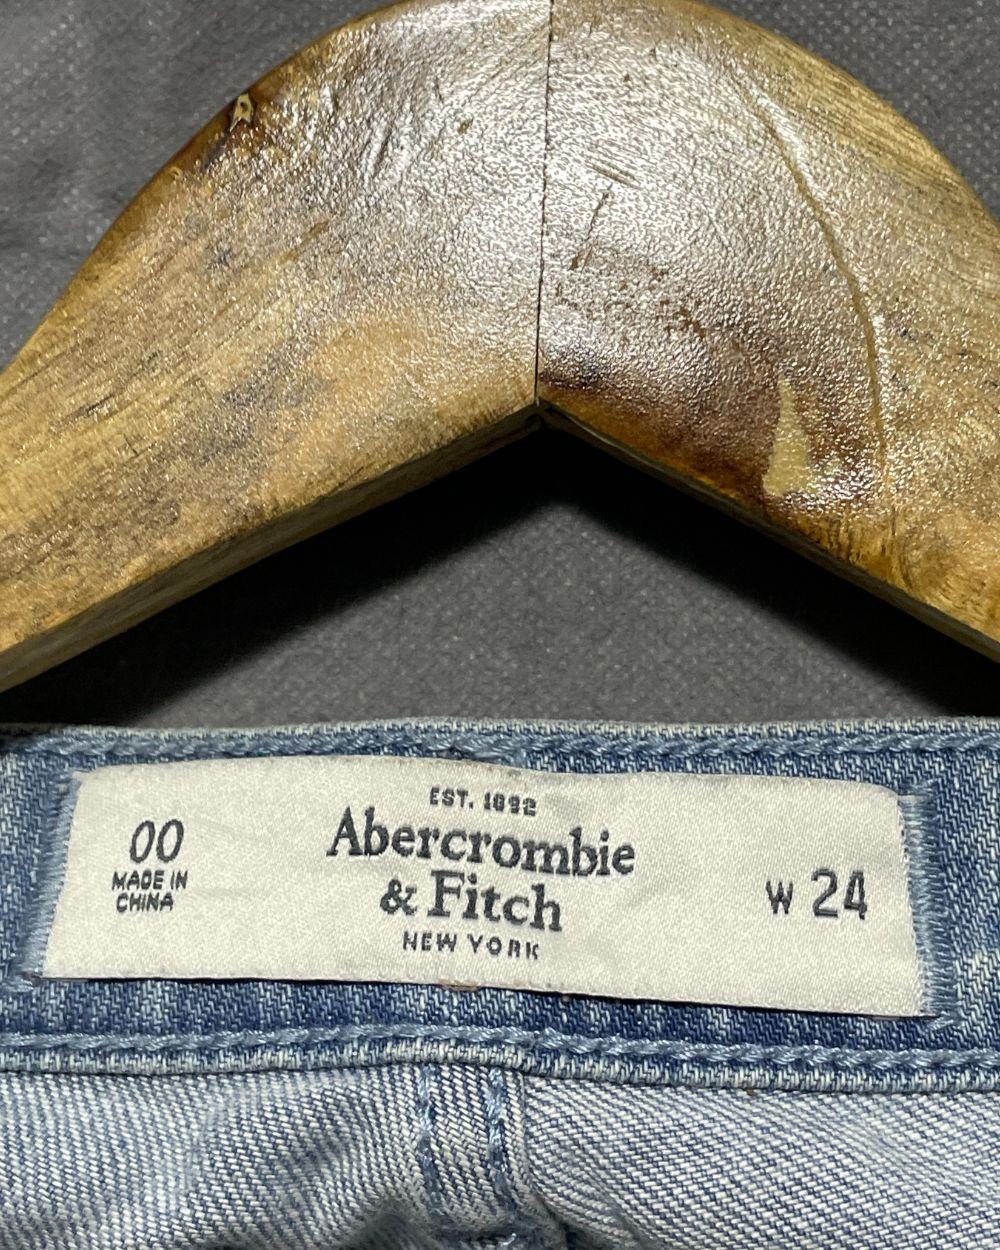 EST. 1892
Abercrombie
& Fitch
NEW YORK
00
MADE IN
CHINA
W 24